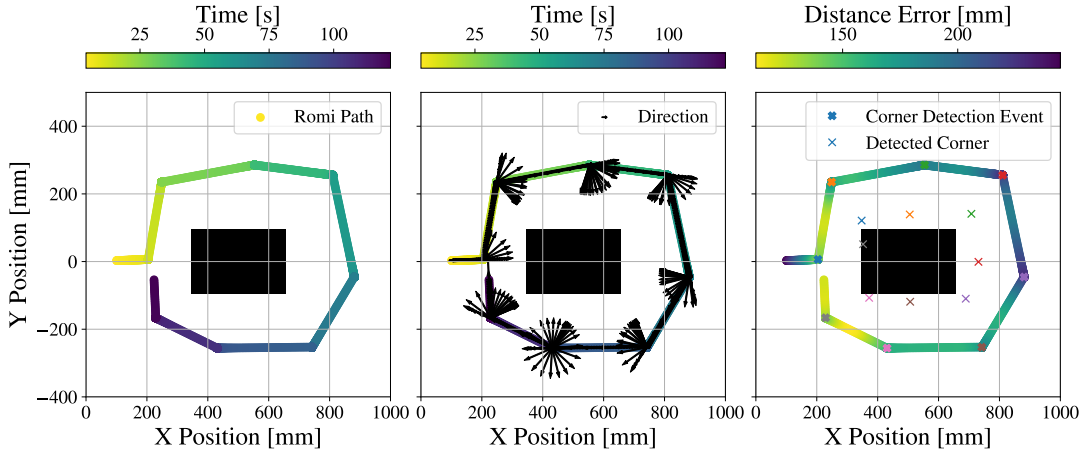 Time [s] Time [s] Distance Error [mm]
25 50 75 100 25 50 75 100 150 200
400 Romi Path Direction Corner Detection Event
Detected Corner
200
0
−200
−400
Y Position [mm]
0 200 400 600 800 1000 0 200 400 600 800 1000 0 200 400 600 800 1000
X Position [mm] X Position [mm] X Position [mm]